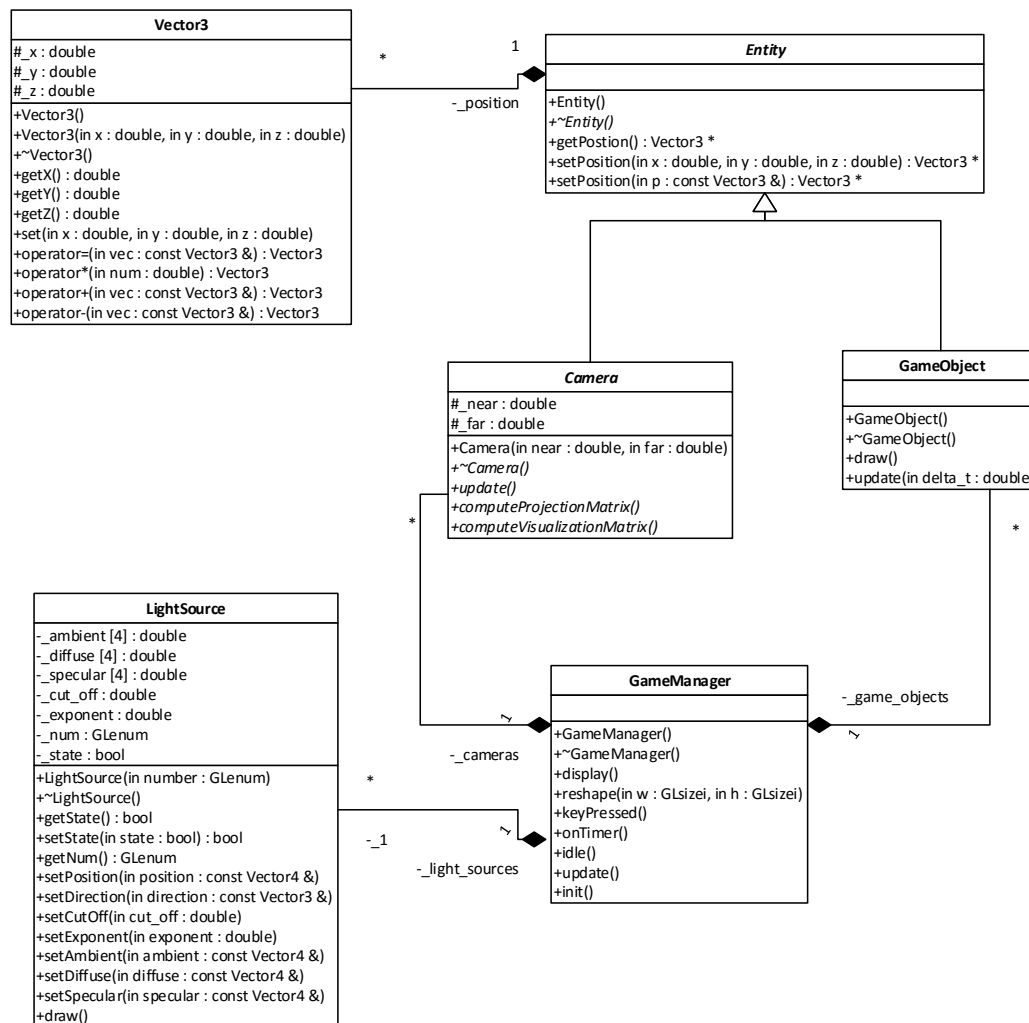 Vector3
#_x : double
#_y : double
#_z : double
+Vector3()
+Vector3(in x : double, in y : double, in z : double)
+~Vector3()
+getX() : double
+getY() : double
+getZ() : double
+set(in x : double, in y : double, in z : double)
+operator=(in vec : const Vector3 &) : Vector3
+operator*(in num : double) : Vector3
+operator+(in vec : const Vector3 &) : Vector3
+operator-(in vec : const Vector3 &) : Vector3
*
1
-_position
Entity
+Entity()
+~Entity()
+getPostion() : Vector3 *
+setPosition(in x : double, in y : double, in z : double) : Vector3 *
+setPosition(in p : const Vector3 &) : Vector3 *
Camera
#_near : double
#_far : double
+Camera(in near : double, in far : double)
+~Camera()
+update()
+computeProjectionMatrix()
+computeVisualizationMatrix()
GameObject
+GameObject()
+~GameObject()
+draw()
+update(in delta_t : double
*
*
LightSource
-_ambient [4] : double
-_diffuse [4] : double
-_specular [4] : double
-_cut_off : double
-_exponent : double
-_num : GLenum
-_state : bool
+LightSource(in number : GLenum)
+~LightSource()
+getState() : bool
+setState(in state : bool) : bool
+getNum() : GLenum
+setPosition(in position : const Vector4 &)
+setDirection(in direction : const Vector3 &)
+setCutOff(in cut_off : double)
+setExponent(in exponent : double)
+setAmbient(in ambient : const Vector4 &)
+setDiffuse(in diffuse : const Vector4 &)
+setSpecular(in specular : const Vector4 &)
+draw()
1
-_cameras
*
-_1
1
-_light_sources
GameManager
+GameManager()
+~GameManager()
+display()
+reshape(in w : GLsizei, in h : GLsizei)
+keyPressed()
+onTimer()
+idle()
+update()
+init()
-_game_objects
1